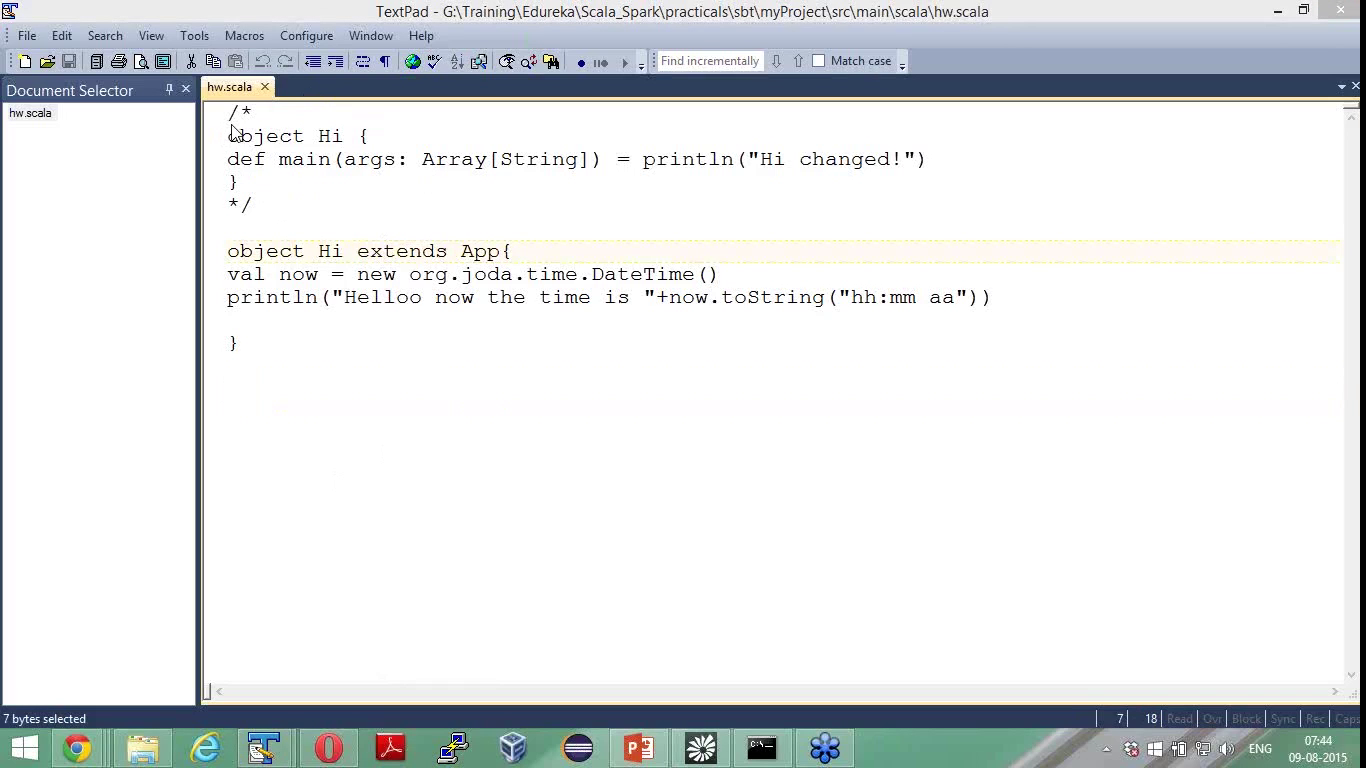 TextPad - G:\Training\Edureka\Scala_Spark\practicals\sbt\myProject\src\main\scala\hw.scala
File Edit Search View Tools Macros Configure Window Help
Find incrementally Match case
Document Selector
hw.scala
hw.scala
/*
object Hi {
def main(args: Array[String]) = println("Hi changed!")
}
*/
object Hi extends App{
val now = new org.joda.time.DateTime()
println("Helloo now the time is "+now.toString("hh:mm aa"))
}
7 bytes selected
7 18 Read Ovr Block Sync Rec Caps
ENG
07:44
09-08-2015